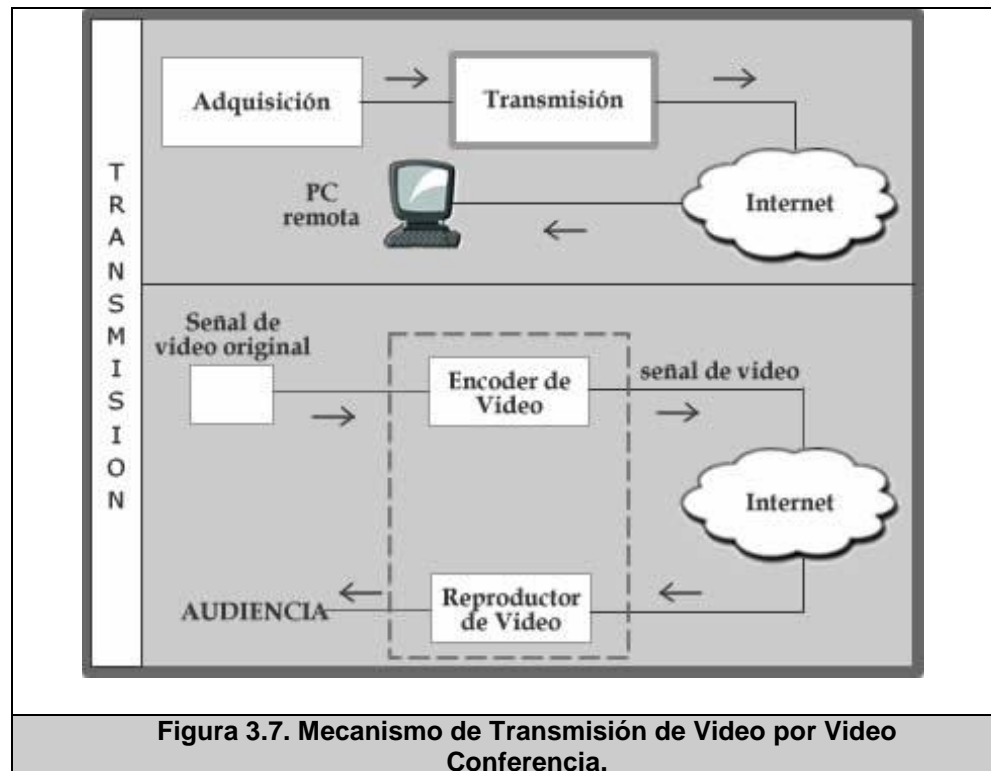 TRANSMISION
Adquisición
Transmisión
PC
remota
Internet
Señal de
video original
Encoder de
Video
señal de video
Internet
AUDIENCIA
Reproductor
de Video
Figura 3.7. Mecanismo de Transmisión de Video por Video
Conferencia.